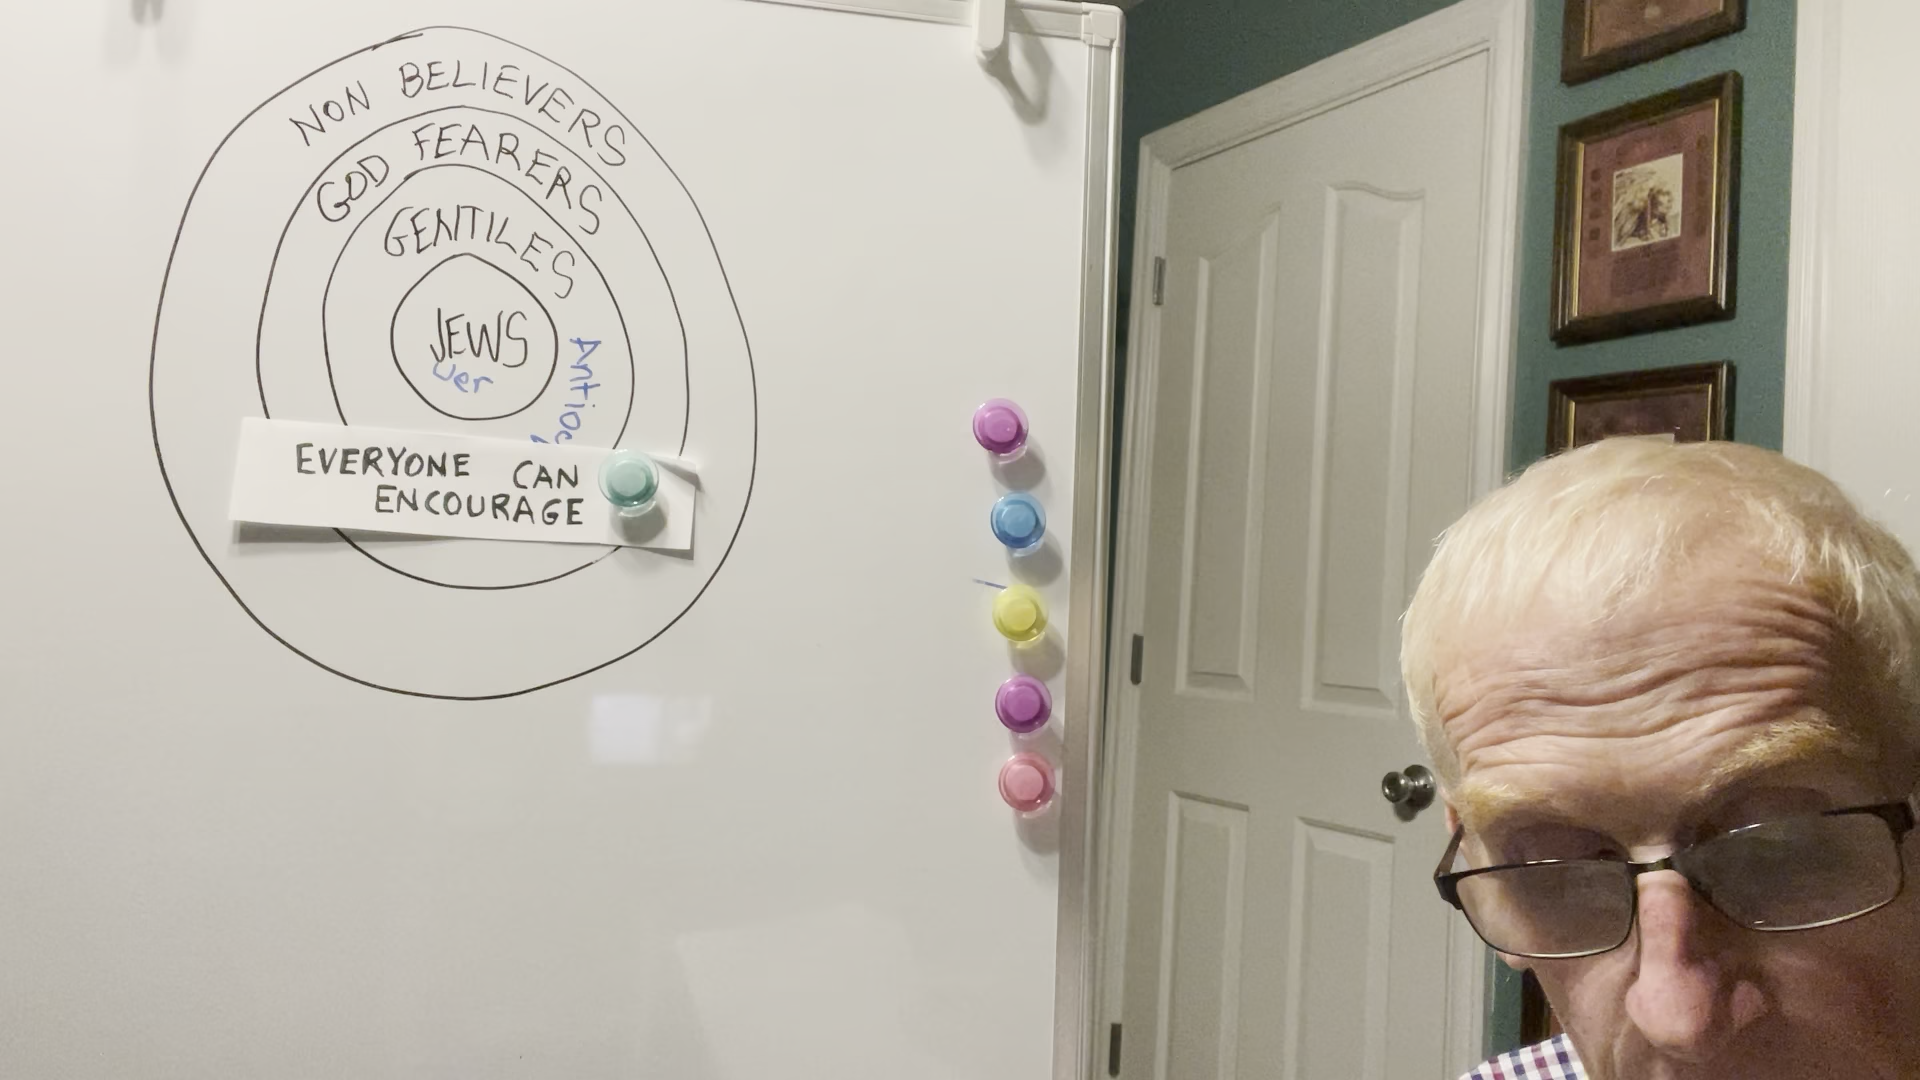 NON BELIEVERS
GOD FEARERS
GENTILES
JEWS
EVERYONE CAN
ENCOURAGE